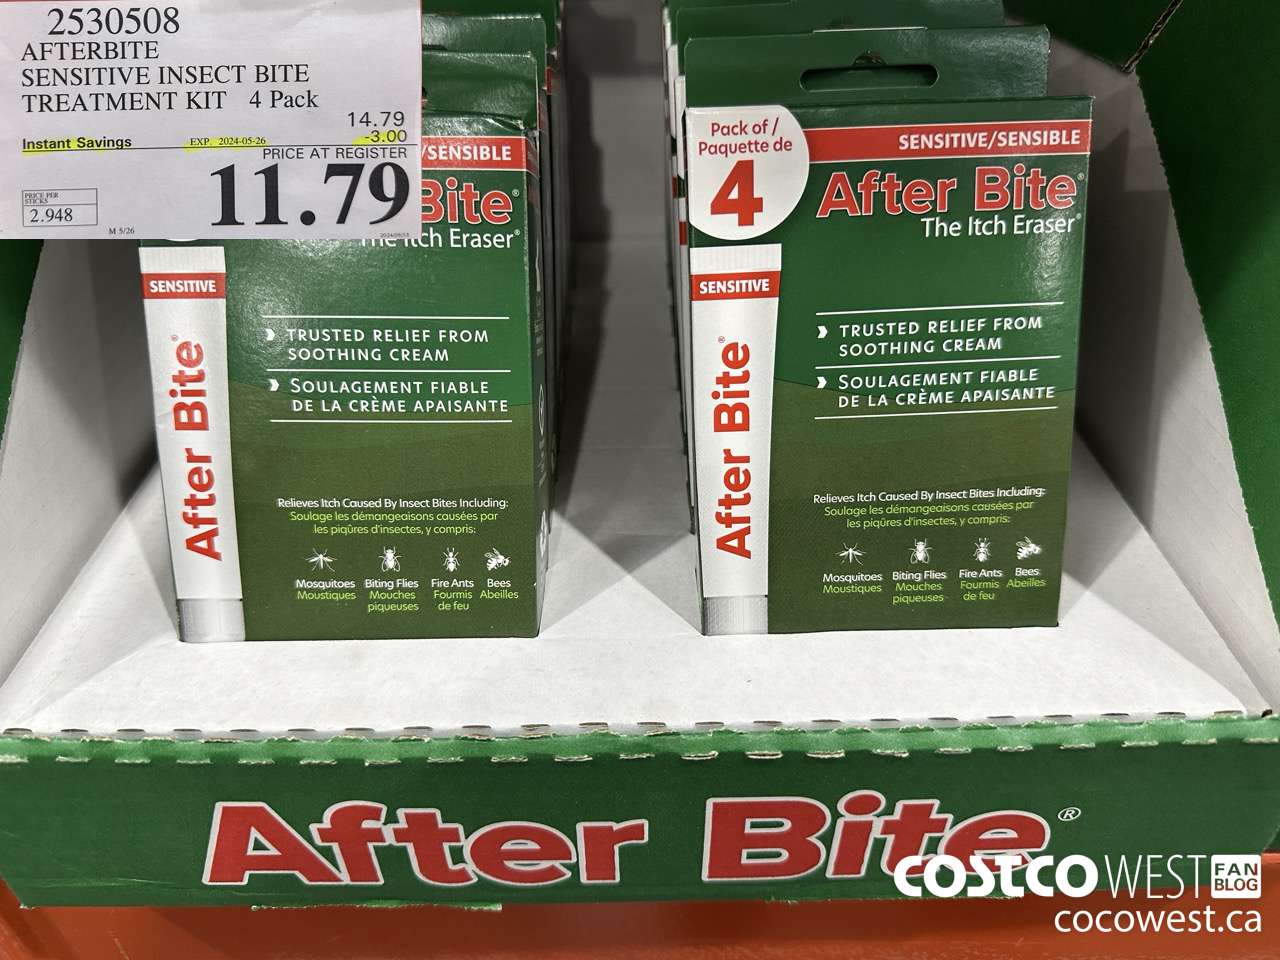 2530508
AFTERBITE
SENSITIVE INSECT BITE
TREATMENT KIT 4 Pack
14.79
Instant Savings EXP. 2024-05-26 -3.00
PRICE AT REGISTER
11.79
PRICE PER
STICKS
2.948
M 5/26
/SENSIBLE
Bite®
The Itch Eraser®
SENSITIVE
After Bite®
TRUSTED RELIEF FROM
SOOTHING CREAM
SOULAGEMENT FIABLE
DE LA CRÈME APAISANTE
Relieves Itch Caused By Insect Bites Including:
Soulage les démangeaisons causées par
les piqûres d'insectes, y compris:
Mosquitoes
Moustiques
Biting Flies
Mouches
piqueuses
Fire Ants
Fourmis
de feu
Bees
Abeilles
Pack of /
Paquette de
4
SENSITIVE/SENSIBLE
After Bite®
The Itch Eraser®
SENSITIVE
After Bite®
TRUSTED RELIEF FROM
SOOTHING CREAM
SOULAGEMENT FIABLE
DE LA CRÈME APAISANTE
Relieves Itch Caused By Insect Bites Including:
Soulage les démangeaisons causées par
les piqûres d'insectes, y compris:
Mosquitoes
Moustiques
Biting Flies
Mouches
piqueuses
Fire Ants
Fourmis
de feu
Bees
Abeilles
After Bite®
COSTCO WEST FAN BLOG
cocowest.ca